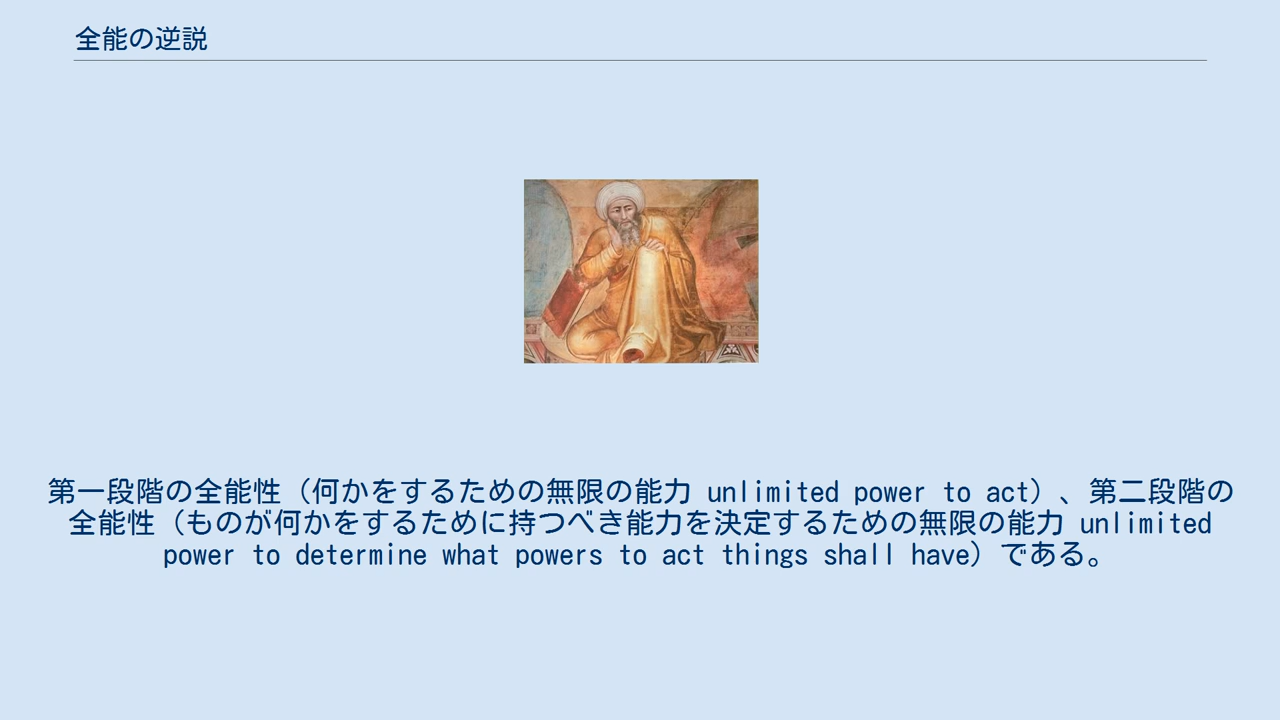 全能の逆説
第一段階の全能性（何かをするための無限の能力 unlimited power to act）、第二段階の
全能性（ものが何かをするために持つべき能力を決定するための無限の能力 unlimited
power to determine what powers to act things shall have）である。